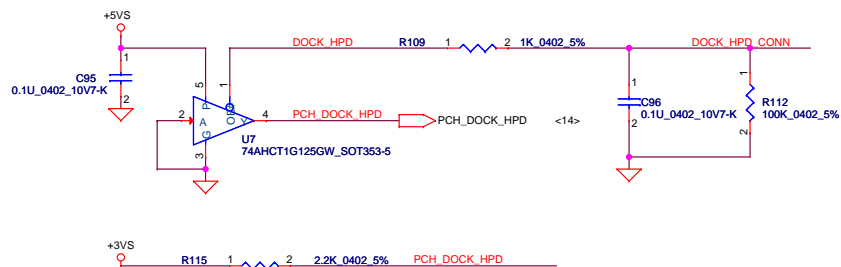 +5VS
DOCK_HPD
R109
1
2
1K_0402_5%
DOCK_HPD_CONN
1
C95
0.1U_0402_10V7-K
2
5
1
P
OE#
2
A
Y
4
G
3
PCH_DOCK_HPD
PCH_DOCK_HPD
<14>
U7
74AHCT1G125GW_SOT353-5
1
C96
0.1U_0402_10V7-K
2
1
R112
100K_0402_5%
2
+3VS
R115
1
2
2.2K_0402_5%
PCH_DOCK_HPD